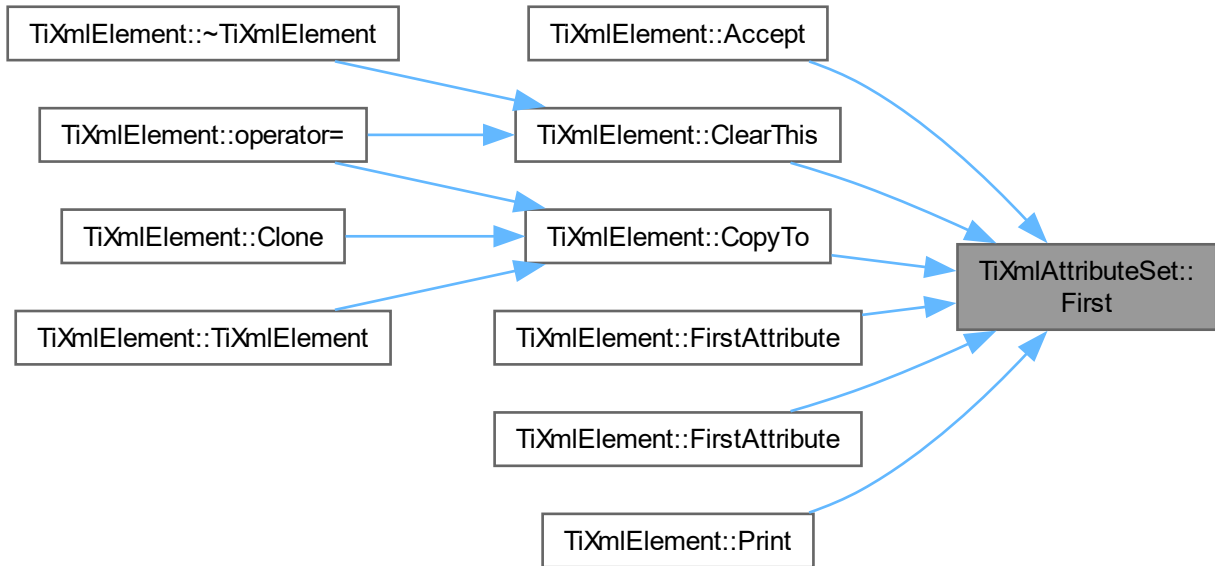 TiXmlElement::~TiXmlElement
TiXmlElement::Accept
TiXmlElement::operator=
TiXmlElement::ClearThis
TiXmlElement::Clone
TiXmlElement::CopyTo
TiXmlAttributeSet::
First
TiXmlElement::TiXmlElement
TiXmlElement::FirstAttribute
TiXmlElement::FirstAttribute
TiXmlElement::Print